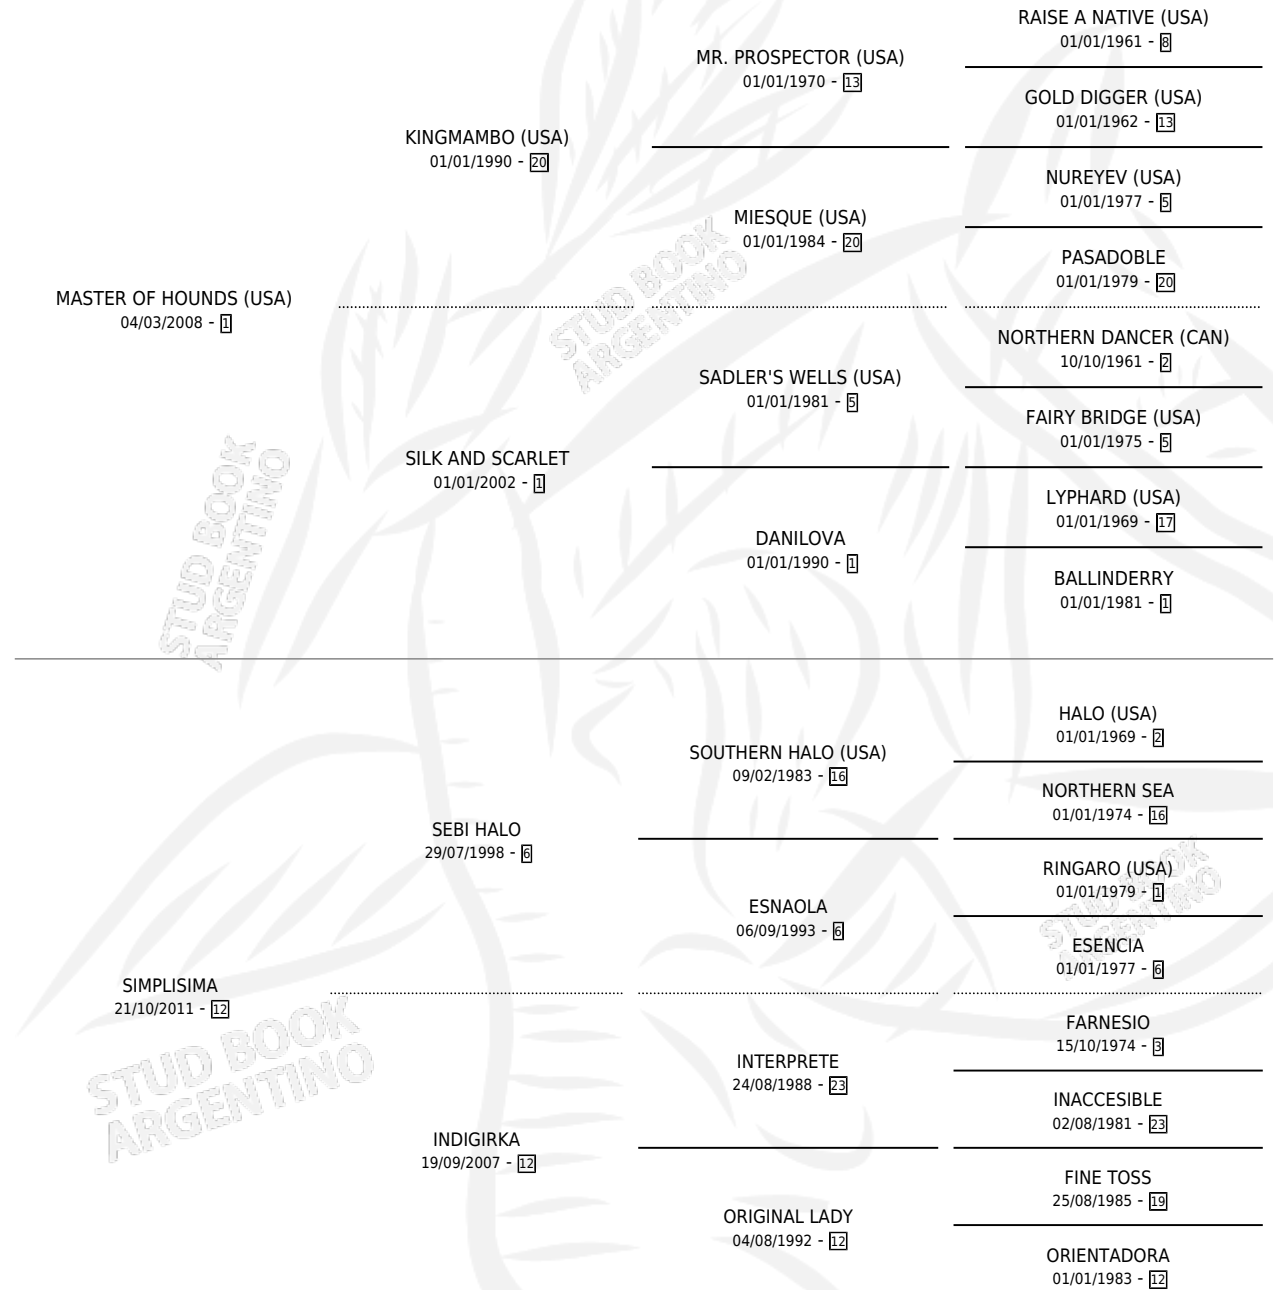 RAISE A NATIVE (USA)
01/01/1961 - 8
MR. PROSPECTOR (USA)
01/01/1970 - 13
GOLD DIGGER (USA)
01/01/1962 - 13
KINGMAMBO (USA)
01/01/1990 - 20
NUREYEV (USA)
01/01/1977 - 5
MIESQUE (USA)
01/01/1984 - 20
PASADOBLE
01/01/1979 - 20
MASTER OF HOUNDS (USA)
04/03/2008 - 1
NORTHERN DANCER (CAN)
10/10/1961 - 2
SADLER'S WELLS (USA)
01/01/1981 - 5
FAIRY BRIDGE (USA)
01/01/1975 - 5
SILK AND SCARLET
01/01/2002 - 1
LYPHARD (USA)
01/01/1969 - 17
DANILOVA
01/01/1990 - 1
BALLINDERRY
01/01/1981 - 1
HALO (USA)
01/01/1969 - 2
SOUTHERN HALO (USA)
09/02/1983 - 16
NORTHERN SEA
01/01/1974 - 16
SEBI HALO
29/07/1998 - 6
RINGARO (USA)
01/01/1979 - 1
ESNAOLA
06/09/1993 - 6
ESENCIA
01/01/1977 - 6
SIMPLISIMA
21/10/2011 - 12
FARNESIO
15/10/1974 - 3
INTERPRETE
24/08/1988 - 23
INACCESIBLE
02/08/1981 - 23
INDIGIRKA
19/09/2007 - 12
FINE TOSS
25/08/1985 - 19
ORIGINAL LADY
04/08/1992 - 12
ORIENTADORA
01/01/1983 - 12
STUD BOOK
ARGENTINO
STUD BOOK
ARGENTINO
STUD BOOK
ARGENTINO
STUD BOOK
ARGENTINO